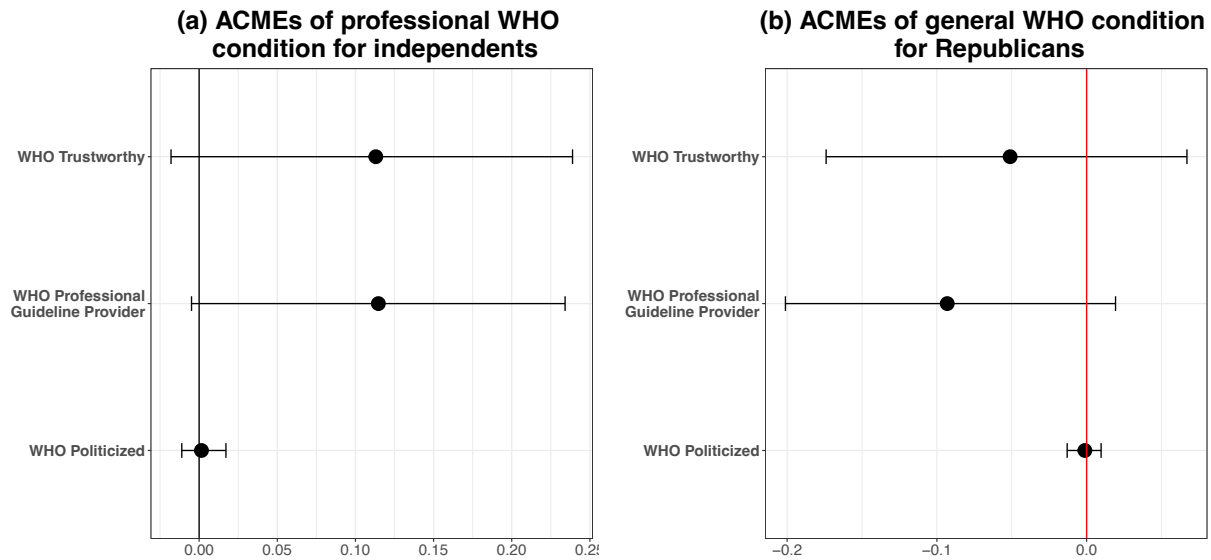 (a) ACMEs of professional WHO
condition for independents
WHO Trustworthy
WHO Professional
Guideline Provider
WHO Politicized
0.00 0.05 0.10 0.15 0.20 0.25
(b) ACMEs of general WHO condition
for Republicans
WHO Trustworthy
WHO Professional
Guideline Provider
WHO Politicized
−0.2 −0.1 0.0